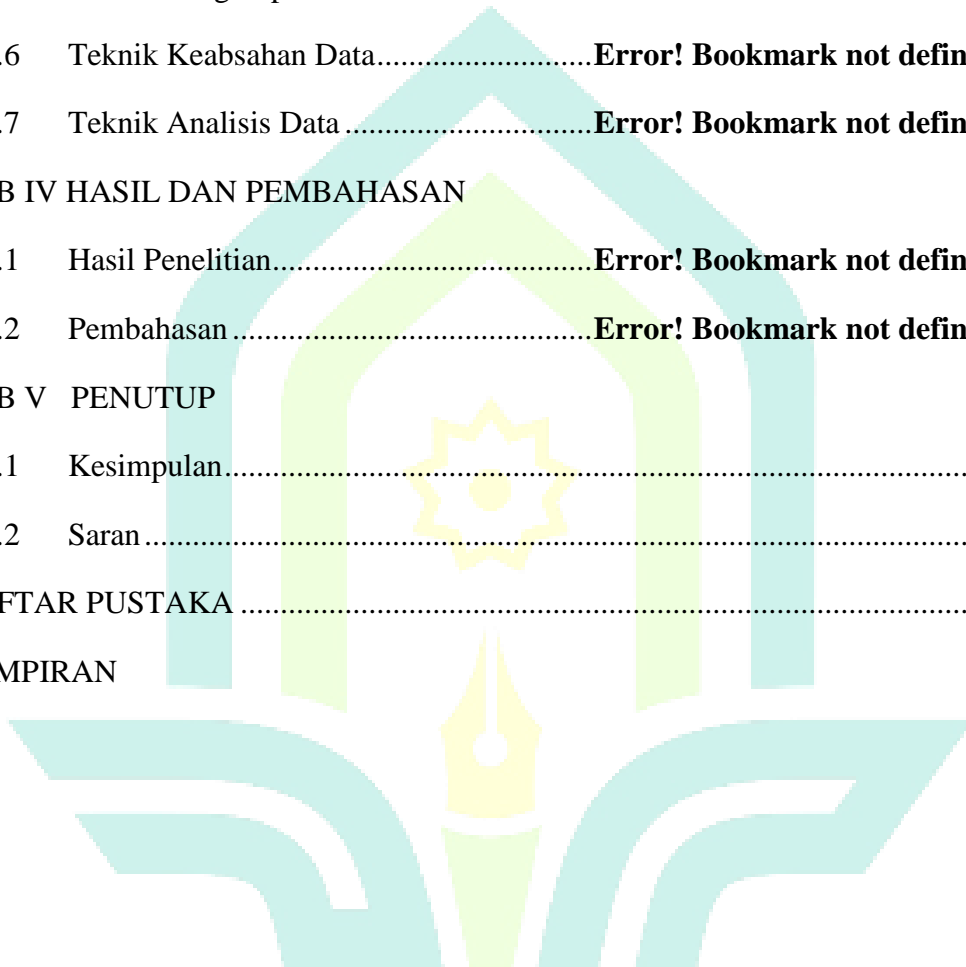 .6 Teknik Keabsahan Data...........................Error! Bookmark not defin
.7 Teknik Analisis Data ...............................Error! Bookmark not defin
B IV HASIL DAN PEMBAHASAN
.1 Hasil Penelitian........................................Error! Bookmark not defin
.2 Pembahasan .............................................Error! Bookmark not defin
B V PENUTUP
.1 Kesimpulan............................................................................................
.2 Saran ......................................................................................................
FTAR PUSTAKA ..........................................................................................
MPIRAN